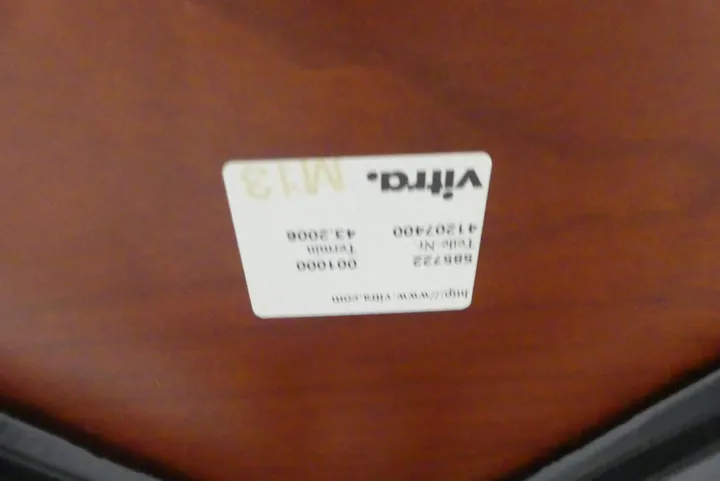 http://www.vitra.com
585722 001000
Teile Nr. Termin
41207400 43.2006
vitra. M13